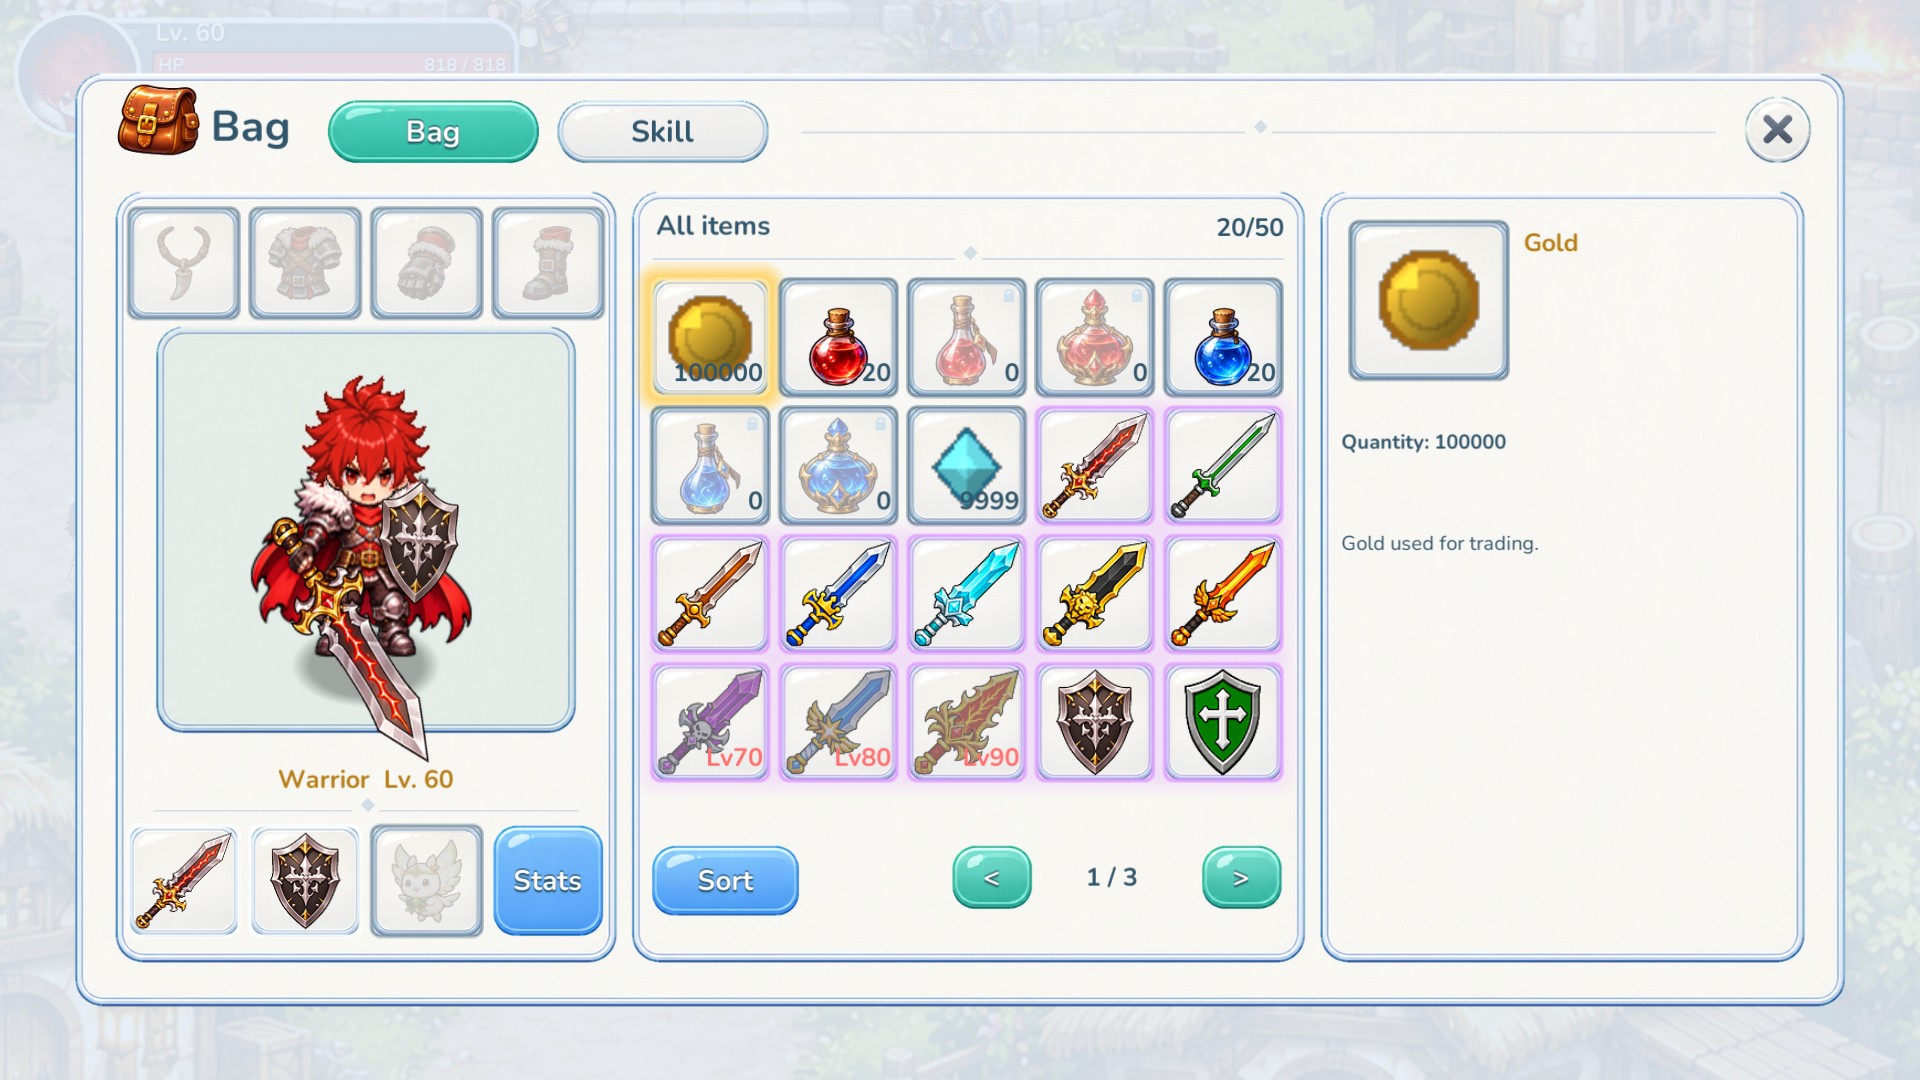 Lv. 60
HP
818 / 818
Bag
Bag
Skill
All items
20/50
100000
20
0
0
20
0
0
9999
Lv70
Lv80
Lv90
Sort
<
1 / 3
>
Warrior Lv. 60
Stats
Gold
Quantity: 100000
Gold used for trading.